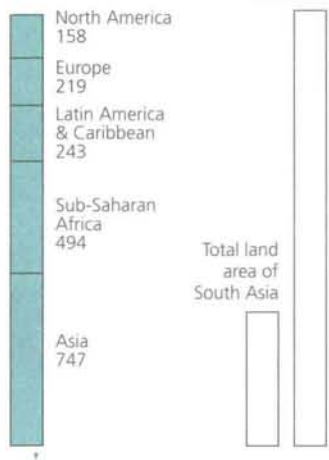 North America
158
Europe
219
Latin America
& Caribbean
243
Sub-Saharan
Africa
494
Total land
area of
South Asia
Asia
747